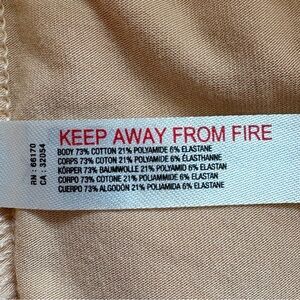 KEEP AWAY FROM FIRE
BODY 73% COTTON 21% POLYAMIDE 6% ELASTANE
CORPS 73% COTON 21% POLYAMIDE 6% ÉLASTHANNE
KÖRPER 73% BAUMWOLLE 21% POLYAMID 6% ELASTAN
CORPO 73% COTONE 21% POLIAMMIDE 6% ELASTAN
CUERPO 73% ALGODÓN 21% POLIAMIDA 6% ELASTANE
RN : 66170
CA : 32054